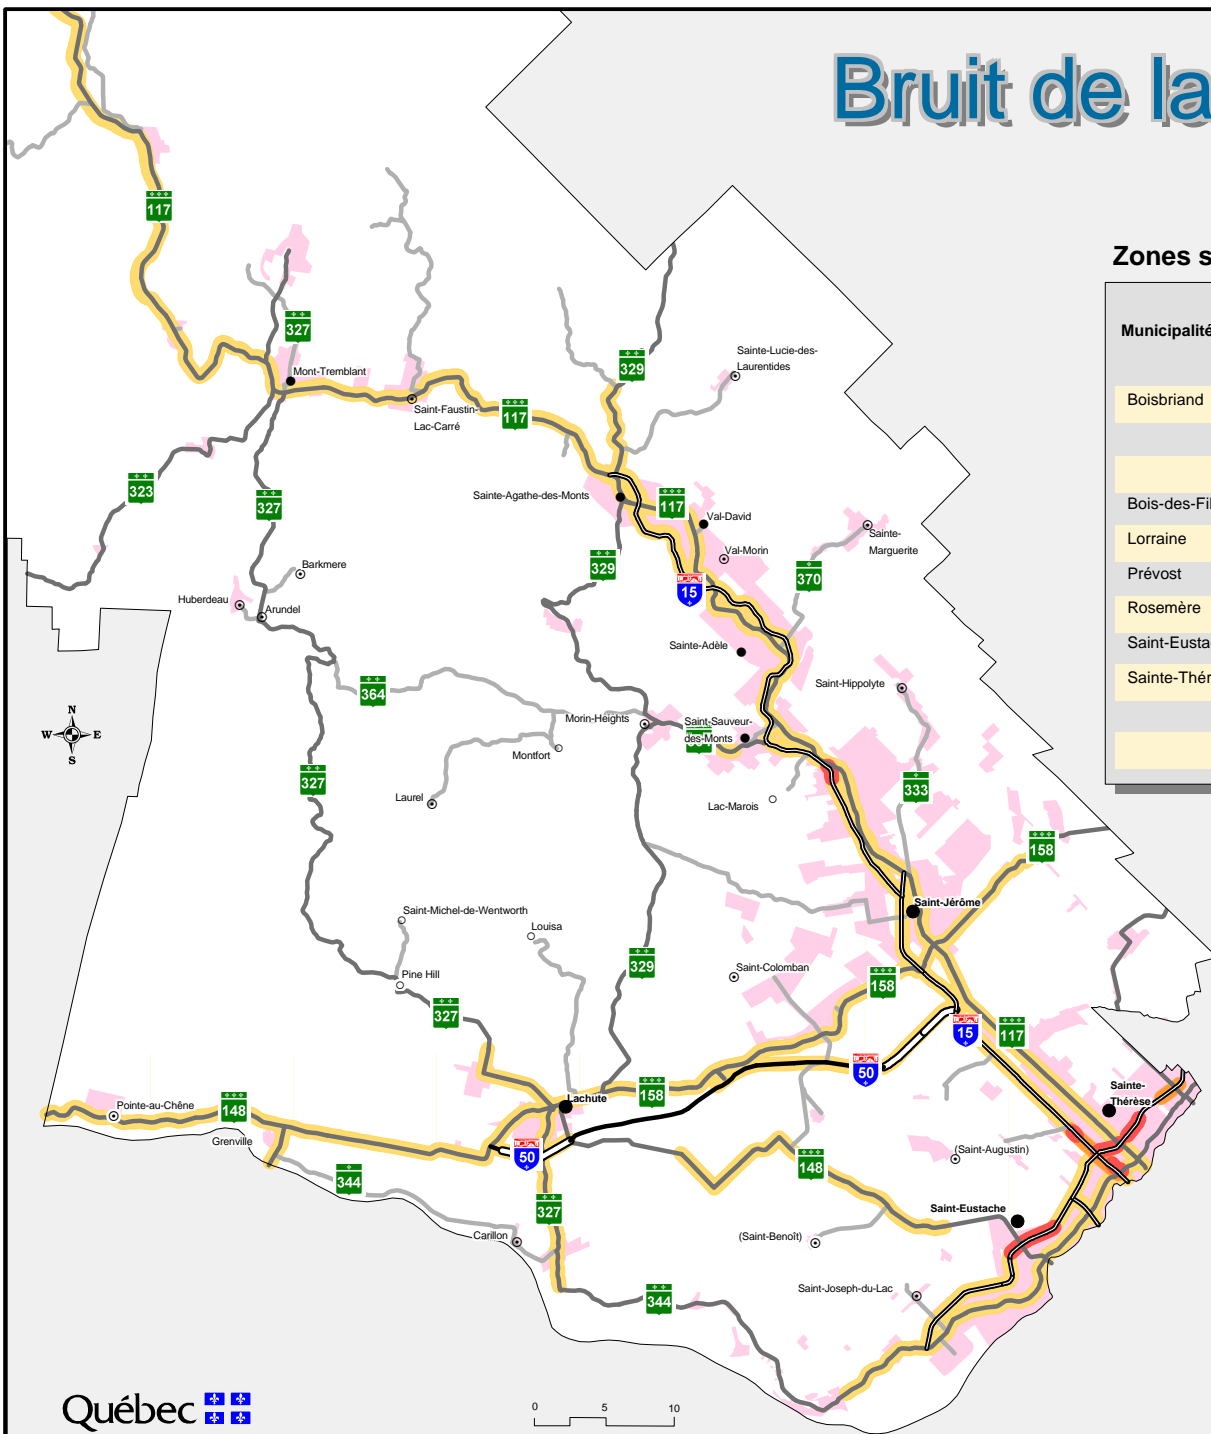 Bruit de la
Zones s
Municipalité
Boisbriand
Bois-des-Fil
Lorraine
Prévost
Rosemère
Saint-Eusta
Sainte-Thér
117
327
Mont-Tremblant
Saint-Faustin-
Lac-Carré
117
329
Sainte-Lucie-des-
Laurentides
323
327
Sainte-Agathe-des-Monts
117
Val-David
Val-Morin
Sainte-
Marguerite
329
370
15
Barkmere
Huberdeau
Arundel
Sainte-Adèle
364
Saint-Hippolyte
Morin-Heights
Saint-Sauveur-
des-Monts
Montfort
N
W
E
S
327
Laurel
Lac-Marois
333
158
Saint-Michel-de-Wentworth
Louisa
Saint-Jérôme
Pine Hill
329
Saint-Colomban
158
327
15
117
50
158
Lachute
Sainte-
Thérèse
Pointe-au-Chêne
148
Grenville
50
(Saint-Augustin)
344
148
327
Saint-Eustache
Carillon
(Saint-Benoît)
Saint-Joseph-du-Lac
344
Québec
0
5
10